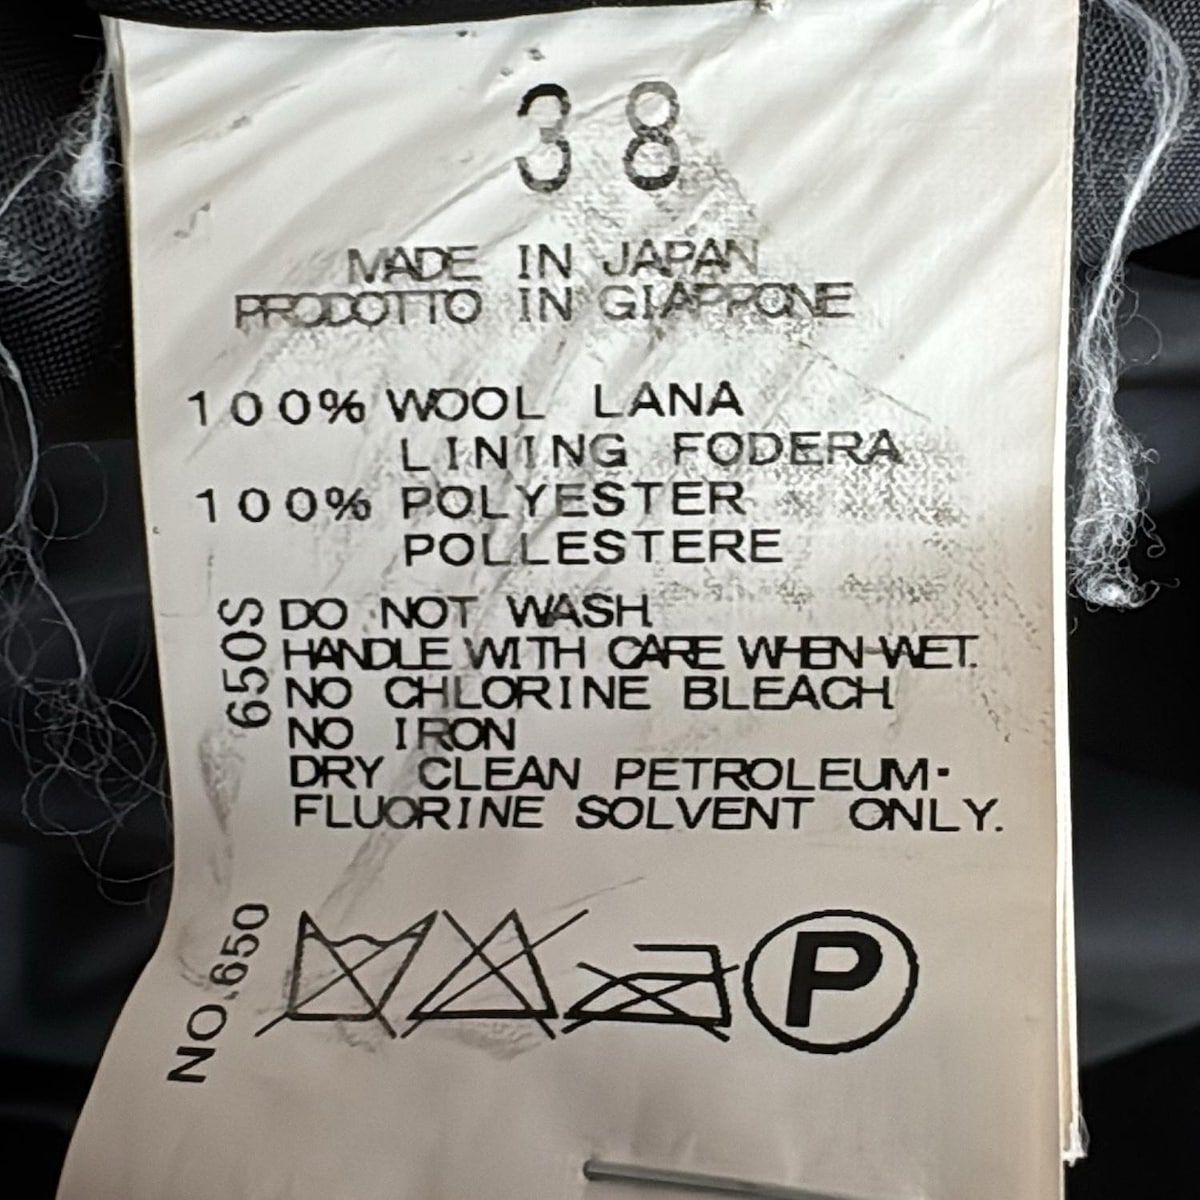 38
MADE IN JAPAN
PRODOTTO IN GIAPPONE
100% WOOL LANA
LINING FODERA
100% POLYESTER
POLLESTERE
650S
DO NOT WASH
HANDLE WITH CARE WHEN WET.
NO CHLORINE BLEACH
NO IRON
DRY CLEAN PETROLEUM·
FLUORINE SOLVENT ONLY.
NO.650
P